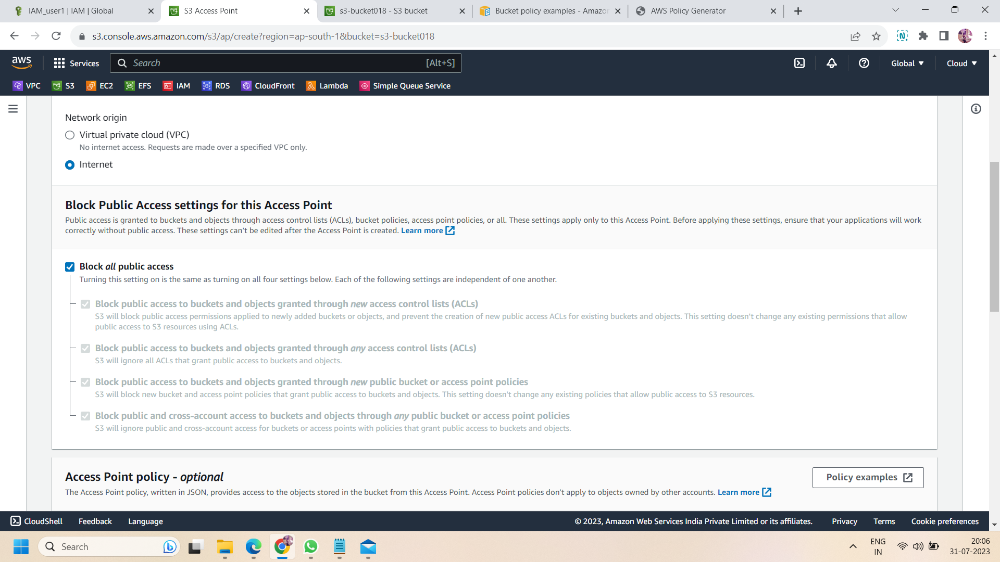 IAM_user1 | IAM | Global
S3 Access Point
s3-bucket018 - S3 bucket
Bucket policy examples - Amazon
AWS Policy Generator
s3.console.aws.amazon.com/s3/ap/create?region=ap-south-1&bucket=s3-bucket018
aws
Services
Search
[Alt+S]
Global
Cloud
VPC
S3
EC2
EFS
IAM
RDS
CloudFront
Lambda
Simple Queue Service
Network origin
Virtual private cloud (VPC)
No internet access. Requests are made over a specified VPC only.
Internet
Block Public Access settings for this Access Point
Public access is granted to buckets and objects through access control lists (ACLs), bucket policies, access point policies, or all. These settings apply only to this Access Point. Before applying these settings, ensure that your applications will work
correctly without public access. These settings can't be edited after the Access Point is created. Learn more
Block all public access
Turning this setting on is the same as turning on all four settings below. Each of the following settings are independent of one another.
Block public access to buckets and objects granted through new access control lists (ACLs)
S3 will block public access permissions applied to newly added buckets or objects, and prevent the creation of new public access ACLs for existing buckets and objects. This setting doesn't change any existing permissions that allow
public access to S3 resources using ACLs.
Block public access to buckets and objects granted through any access control lists (ACLs)
S3 will ignore all ACLs that grant public access to buckets and objects.
Block public access to buckets and objects granted through new public bucket or access point policies
S3 will block new bucket and access point policies that grant public access to buckets and objects. This setting doesn't change any existing policies that allow public access to S3 resources.
Block public and cross-account access to buckets and objects through any public bucket or access point policies
S3 will ignore public and cross-account access for buckets or access points with policies that grant public access to buckets and objects.
Access Point policy - optional
Policy examples
The Access Point policy, written in JSON, provides access to the objects stored in the bucket from this Access Point. Access Point policies don't apply to objects owned by other accounts. Learn more
CloudShell
Feedback
Language
© 2023, Amazon Web Services India Private Limited or its affiliates.
Privacy
Terms
Cookie preferences
Search
ENG
IN
20:06
31-07-2023